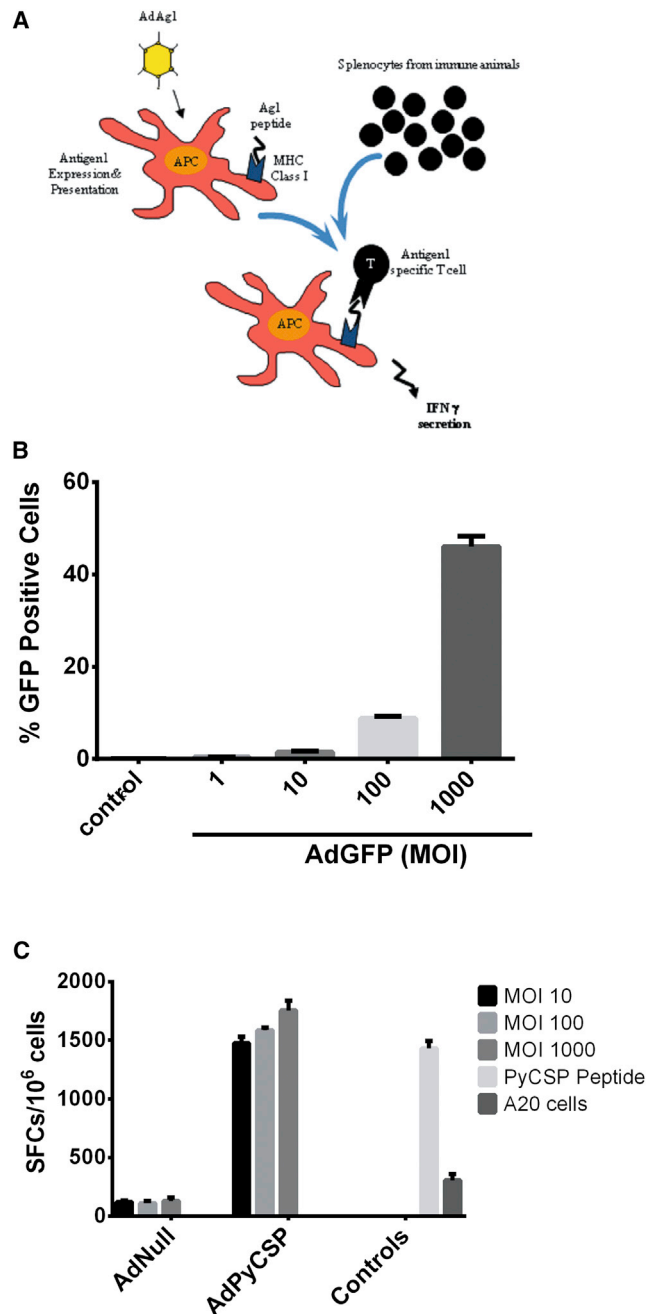 A
AdAg1
Splenocytes from immune animals
Ag1
peptide
Antigen1
Expression &
Presentation
APC
MHC
Class I
Antigen1
specific T cell
T
APC
IFN γ
secretion
B
% GFP Positive Cells
60
40
20
0
control
1
10
100
1000
AdGFP (MOI)
C
SFCs/10⁶ cells
2000
1500
1000
500
0
AdNull
AdPyCSP
Controls
MOI 10
MOI 100
MOI 1000
PyCSP Peptide
A20 cells